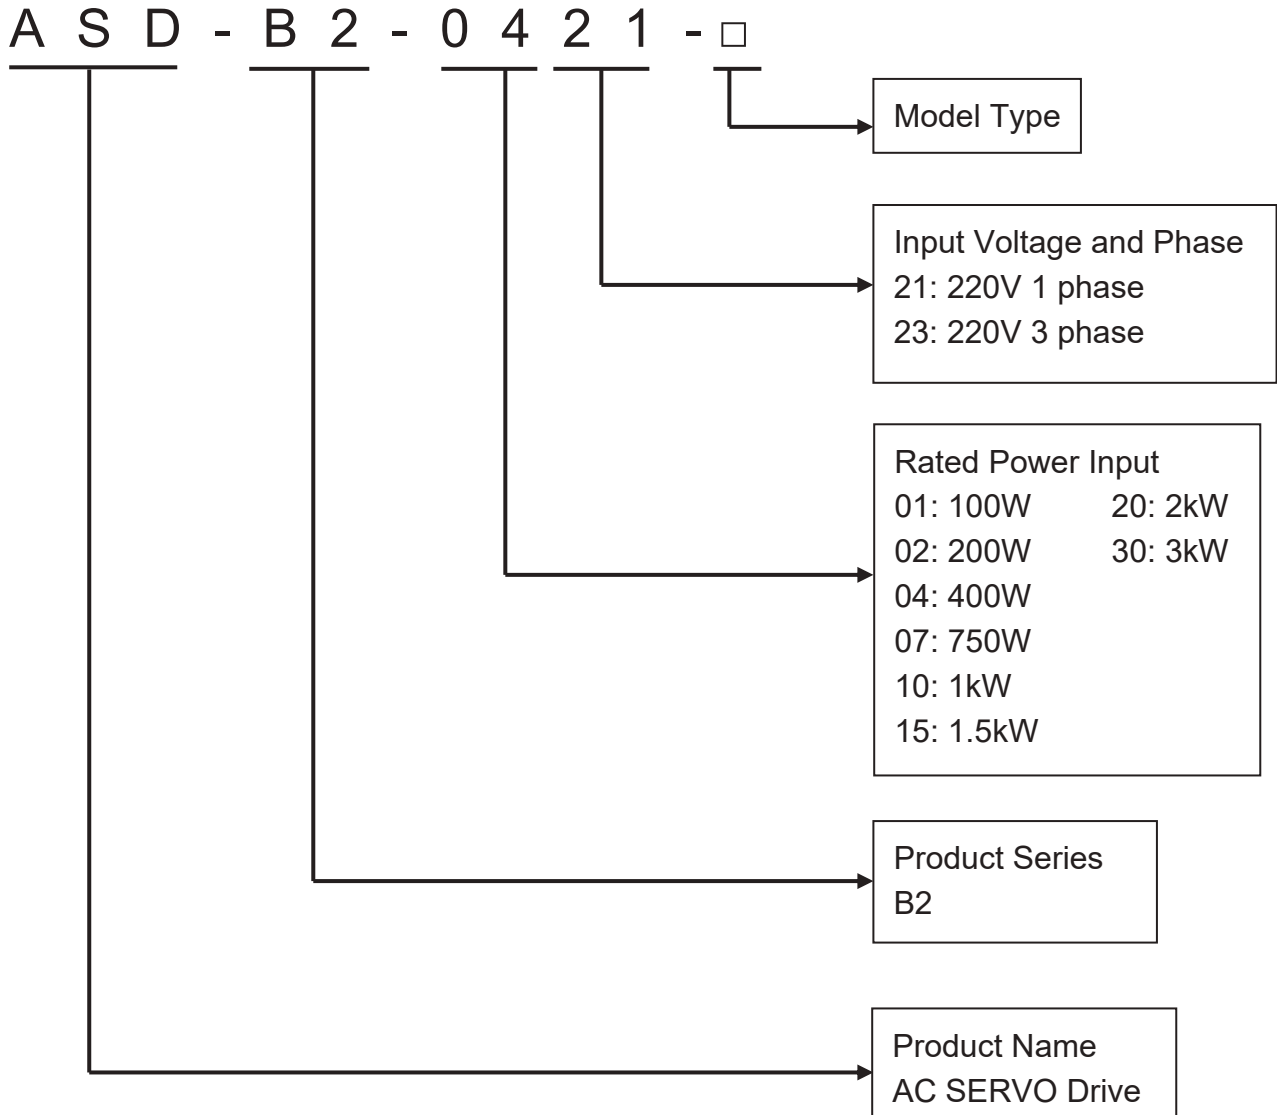 A S D - B 2 - 0 4 2 1 - □
Model Type
Input Voltage and Phase
21: 220V 1 phase
23: 220V 3 phase
Rated Power Input
01: 100W 20: 2kW
02: 200W 30: 3kW
04: 400W
07: 750W
10: 1kW
15: 1.5kW
Product Series
B2
Product Name
AC SERVO Drive